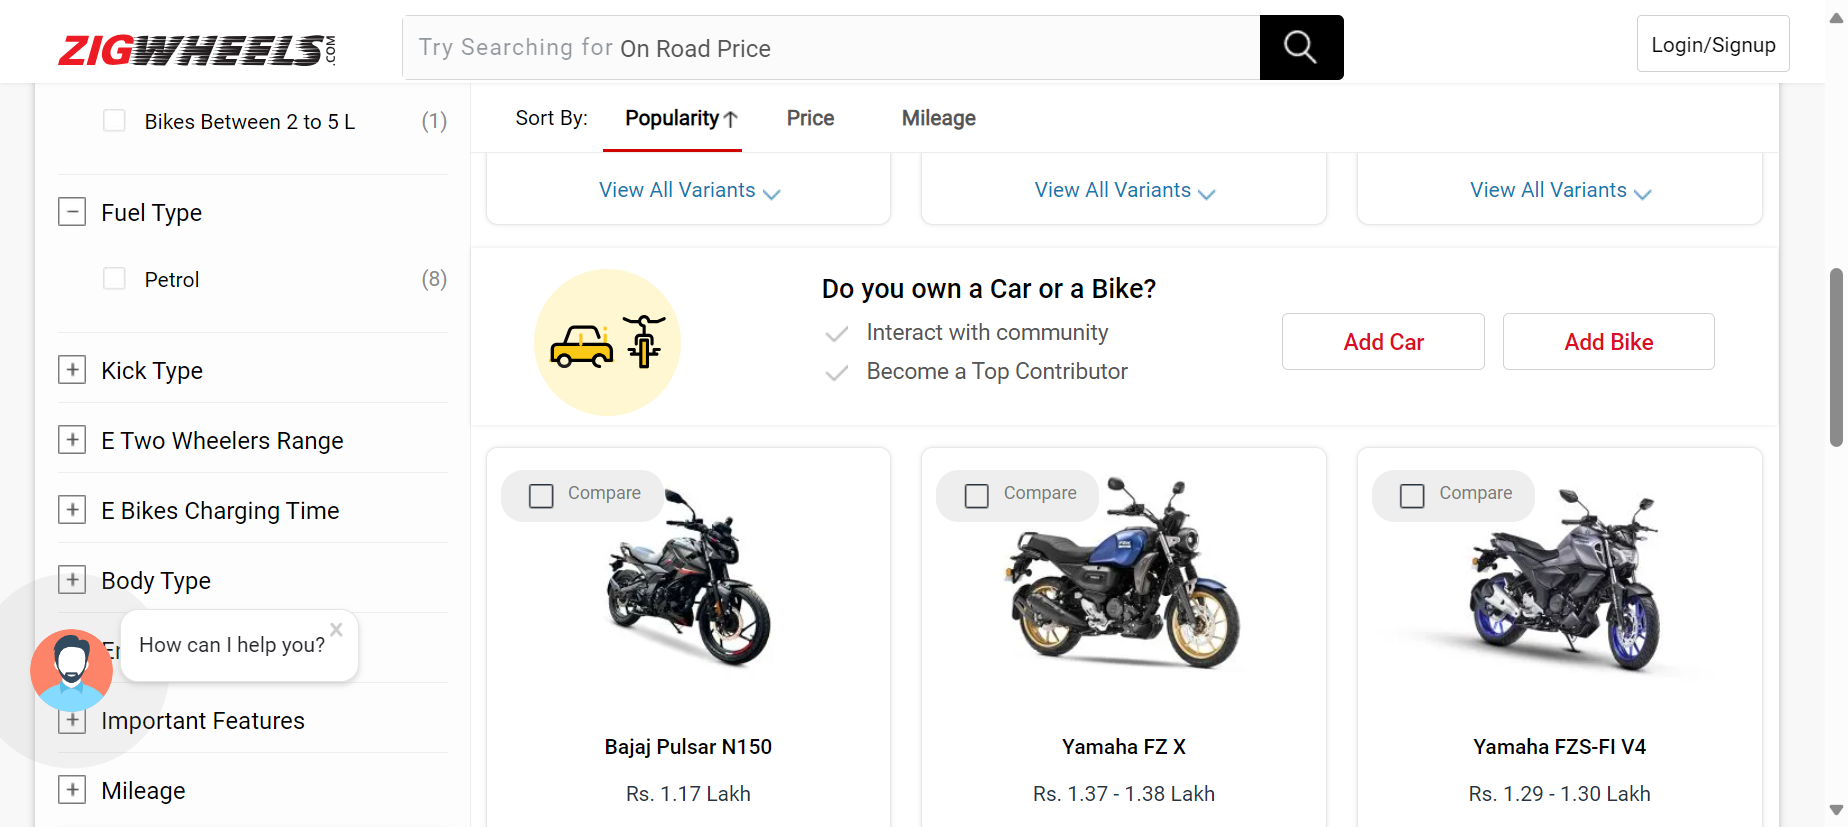 ZIGWHEELS.COM
Try Searching for On Road Price
Login/Signup
Bikes Between 2 to 5 L (1)
Fuel Type
Petrol (8)
Kick Type
E Two Wheelers Range
E Bikes Charging Time
Body Type
How can I help you?
Important Features
Mileage
Sort By: Popularity Price Mileage
View All Variants View All Variants View All Variants
Do you own a Car or a Bike?
Interact with community
Become a Top Contributor
Add Car Add Bike
Compare Compare Compare
Bajaj Pulsar N150 Yamaha FZ X Yamaha FZS-FI V4
Rs. 1.17 Lakh Rs. 1.37 - 1.38 Lakh Rs. 1.29 - 1.30 Lakh